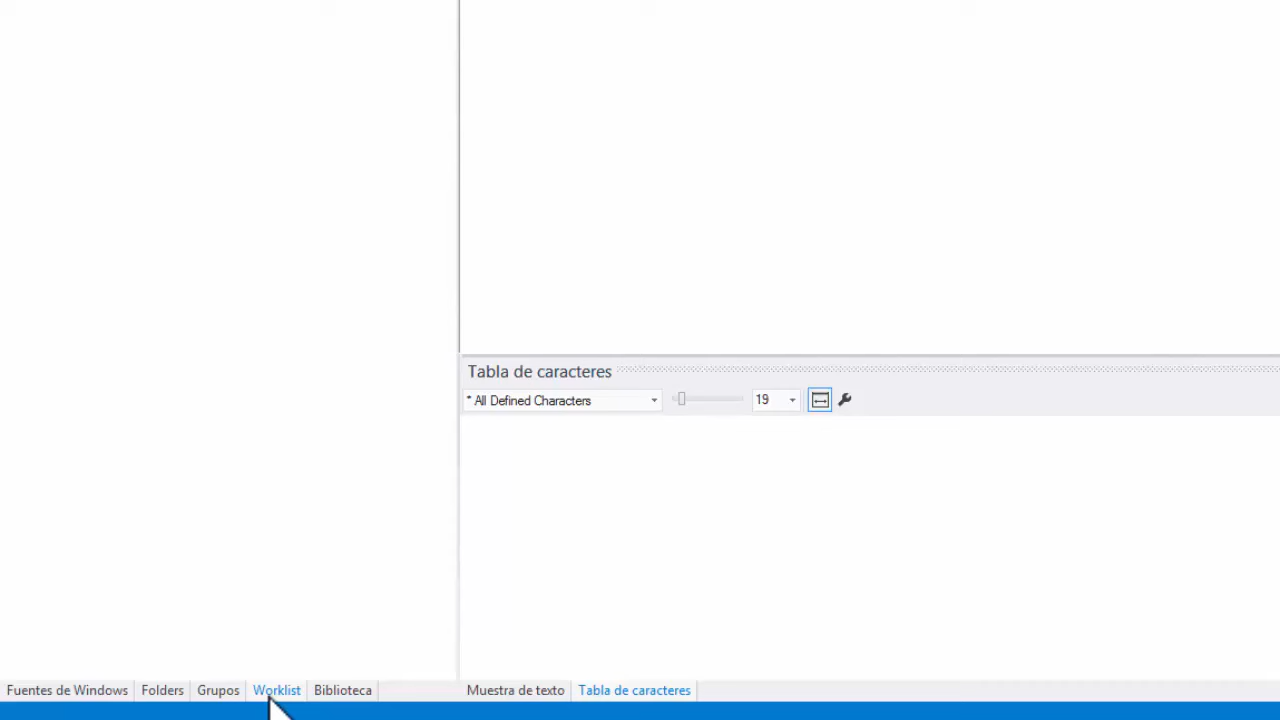 Tabla de caracteres
* All Defined Characters
19
Fuentes de Windows
Folders
Grupos
Worklist
Biblioteca
Muestra de texto
Tabla de caracteres